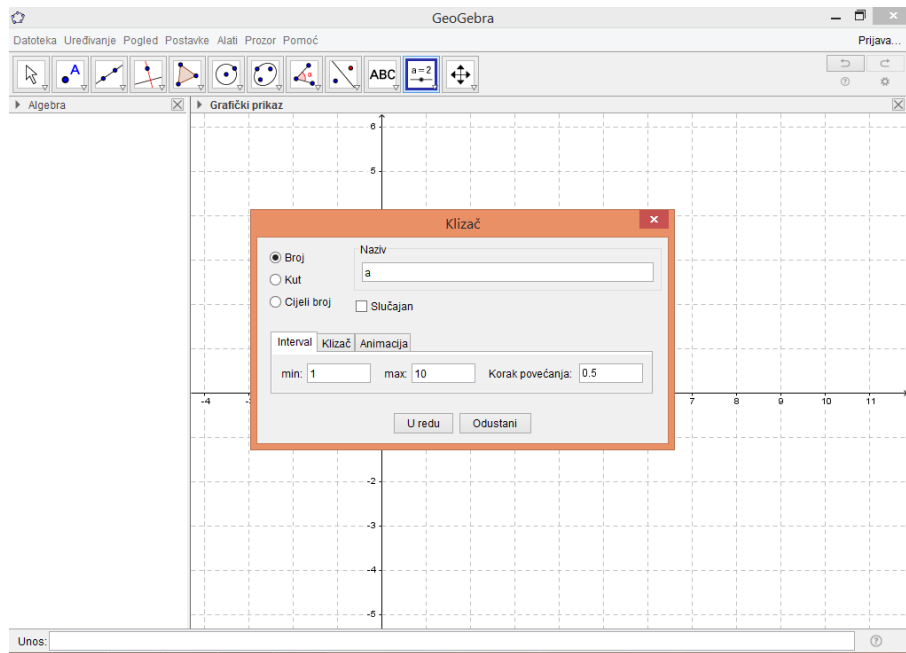 GeoGebra
Datoteka Uređivanje Pogled Postavke Alati Prozor Pomoć Prijava...
A ABC a=2
Algebra Grafički prikaz
6
5
Klizač
Broj Naziv
a
Kut
Cijeli broj Slučajan
Interval Klizač Animacija
min: 1 max: 10 Korak povećanja: 0.5
-4 7 8 9 10 11
U redu Odustani
-2
-3
-4
-5
Unos: